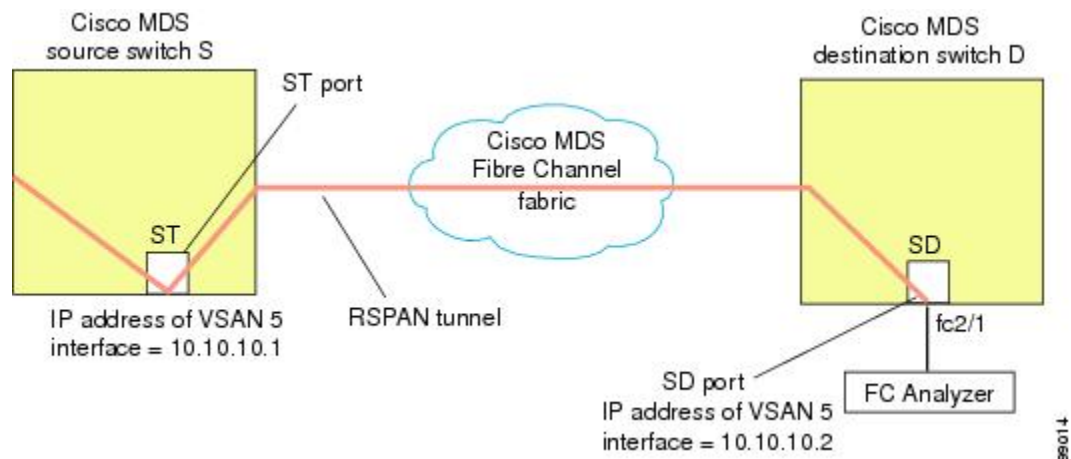 Cisco MDS
source switch S
ST port
Cisco MDS
Fibre Channel
fabric
Cisco MDS
destination switch D
ST
SD
IP address of VSAN 5
interface = 10.10.10.1
RSPAN tunnel
fc2/1
SD port
IP address of VSAN 5
interface = 10.10.10.2
FC Analyzer
99014